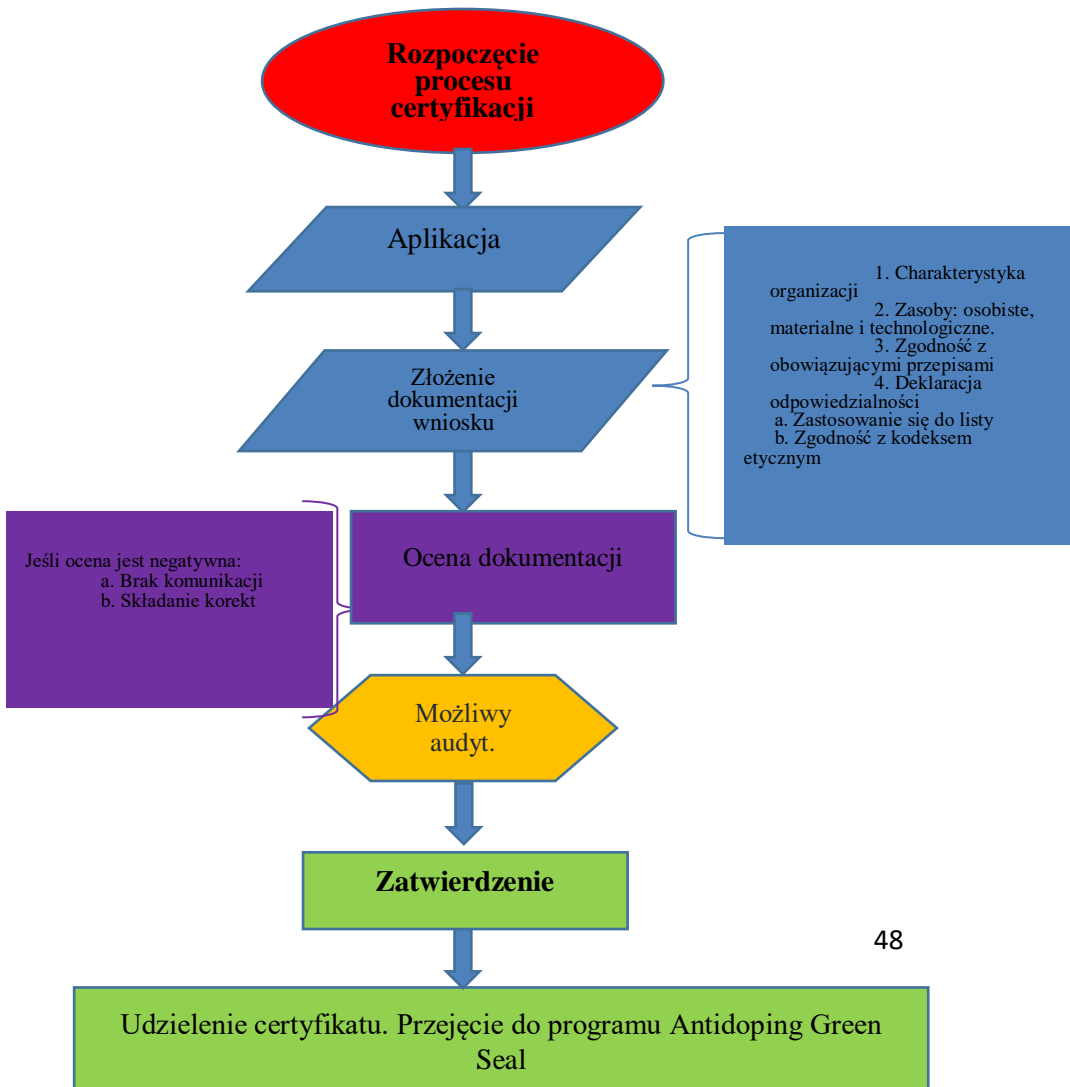 Rozpoczęcie
procesu
certyfikacji
Aplikacja
Złożenie
dokumentacji
wniosku
1. Charakterystyka
organizacji
2. Zasoby: osobiste,
materialne i technologiczne.
3. Zgodność z
obowiązującymi przepisami
4. Deklaracja
odpowiedzialności
a. Zastosowanie się do listy
b. Zgodność z kodeksem
etycznym
Ocena dokumentacji
Jeśli ocena jest negatywna:
a. Brak komunikacji
b. Składanie korekt
Możliwy
audyt.
Zatwierdzenie
48
Udzielenie certyfikatu. Przejęcie do programu Antidoping Green
Seal